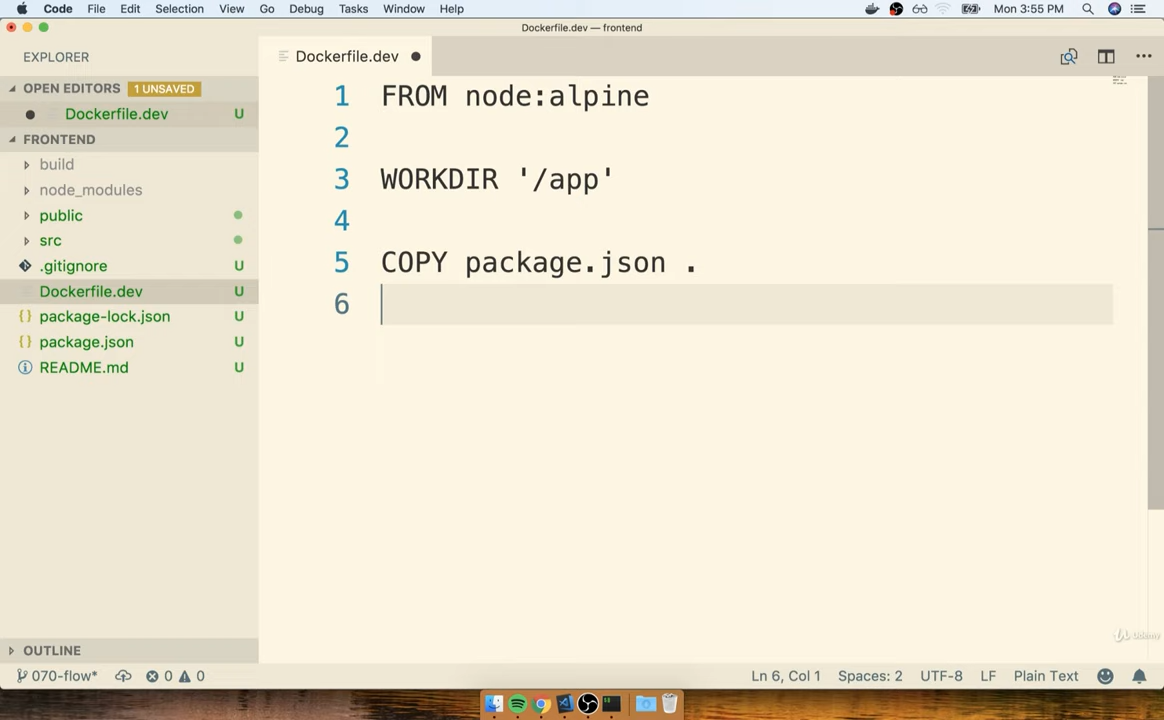 Code File Edit Selection View Go Debug Tasks Window Help Mon 3:55 PM
Dockerfile.dev — frontend
EXPLORER
Dockerfile.dev
OPEN EDITORS 1 UNSAVED
Dockerfile.dev U
FRONTEND
build
node_modules
public
src
.gitignore U
Dockerfile.dev U
package-lock.json U
package.json U
README.md U
1 FROM node:alpine
2
3 WORKDIR '/app'
4
5 COPY package.json .
6
Udemy
OUTLINE
070-flow* 0 0 Ln 6, Col 1 Spaces: 2 UTF-8 LF Plain Text